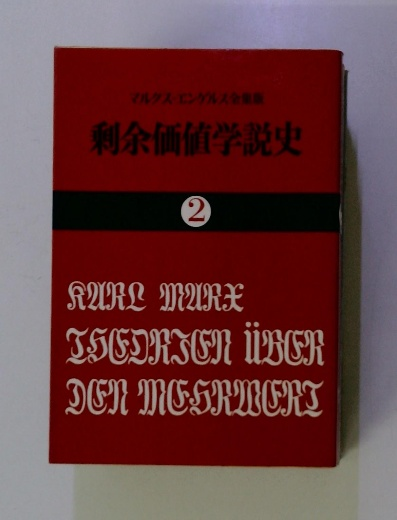 マルクス・エンゲルス全集版
剰余価値学説史
2
KARL MARX
THEORIEN ÜBER
DEN MEHRWERT